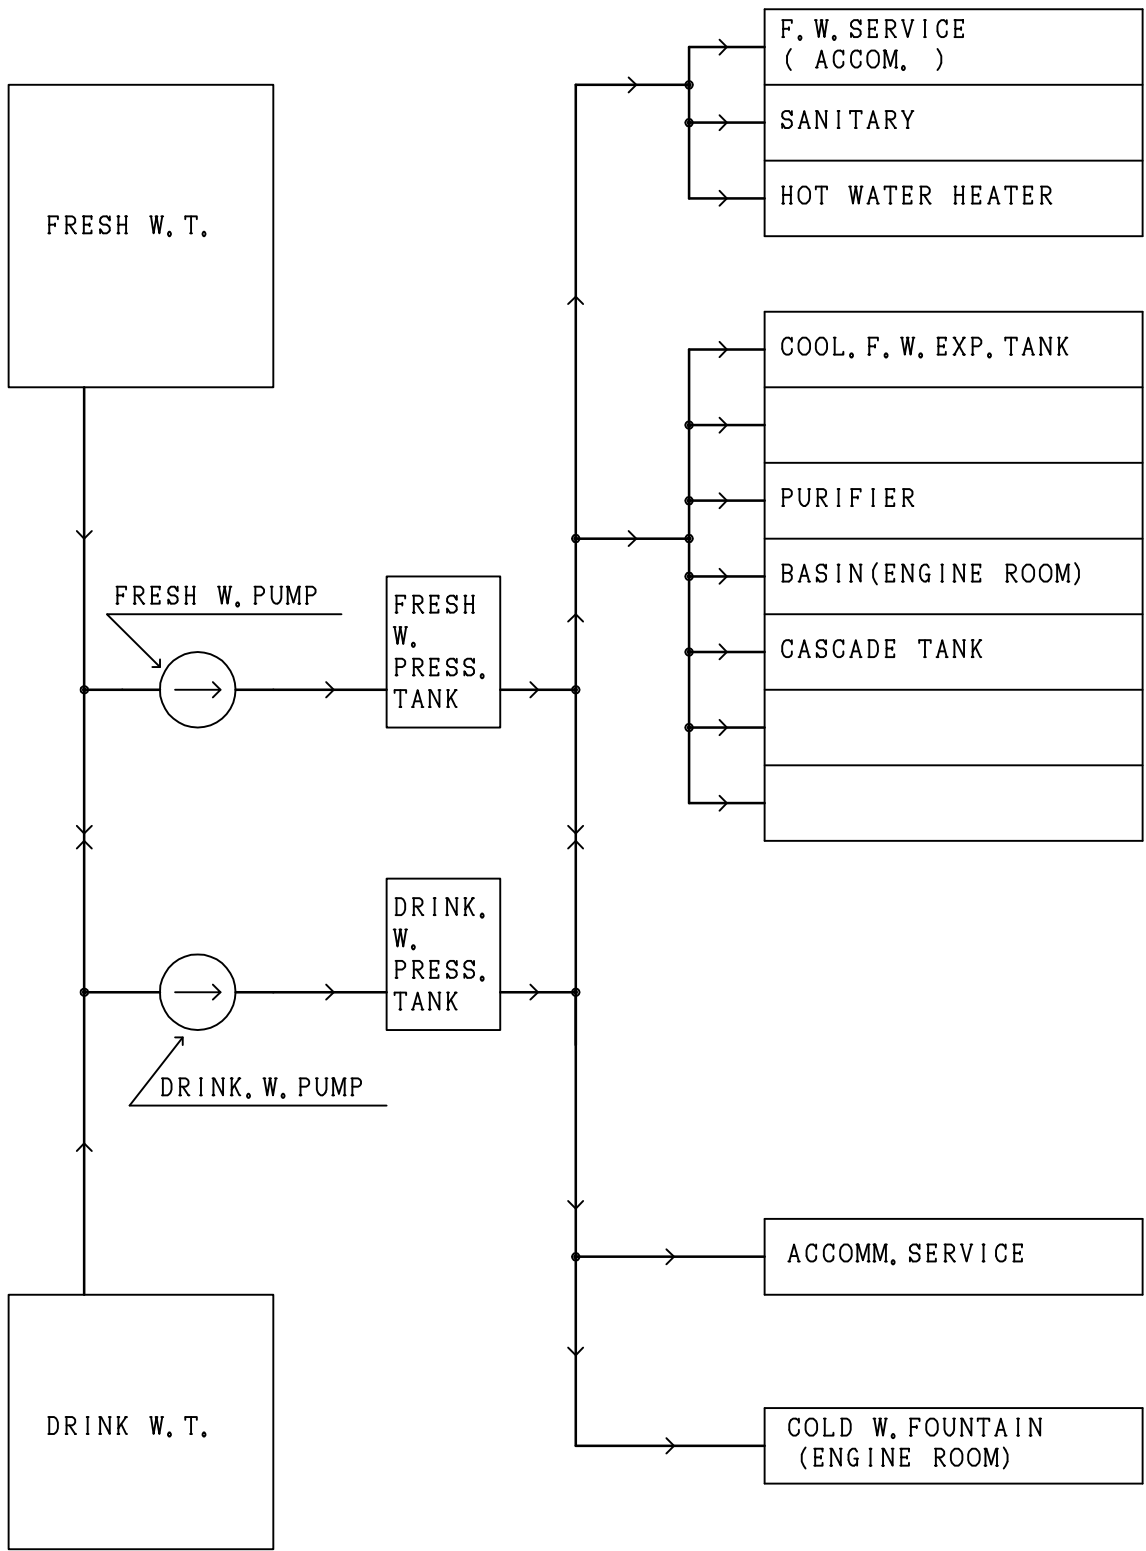 F.W.SERVICE
( ACCOM. )
SANITARY
HOT WATER HEATER
FRESH W.T.
COOL.F.W.EXP.TANK
PURIFIER
BASIN(ENGINE ROOM)
CASCADE TANK
FRESH W.PUMP
FRESH
W.
PRESS.
TANK
DRINK.
W.
PRESS.
TANK
DRINK.W.PUMP
ACCOMM.SERVICE
DRINK W.T.
COLD W.FOUNTAIN
(ENGINE ROOM)